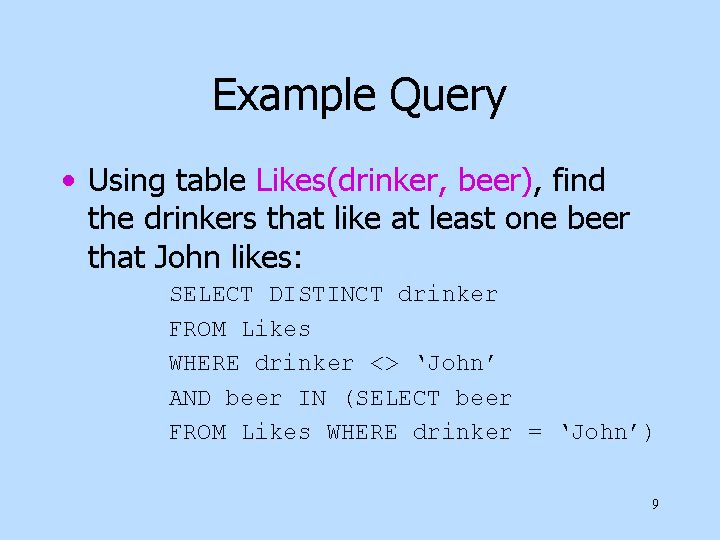 Example Query
• Using table Likes(drinker, beer), find
the drinkers that like at least one beer
that John likes:
SELECT DISTINCT drinker
FROM Likes
WHERE drinker <> ‘John’
AND beer IN (SELECT beer
FROM Likes WHERE drinker = ‘John’)
9